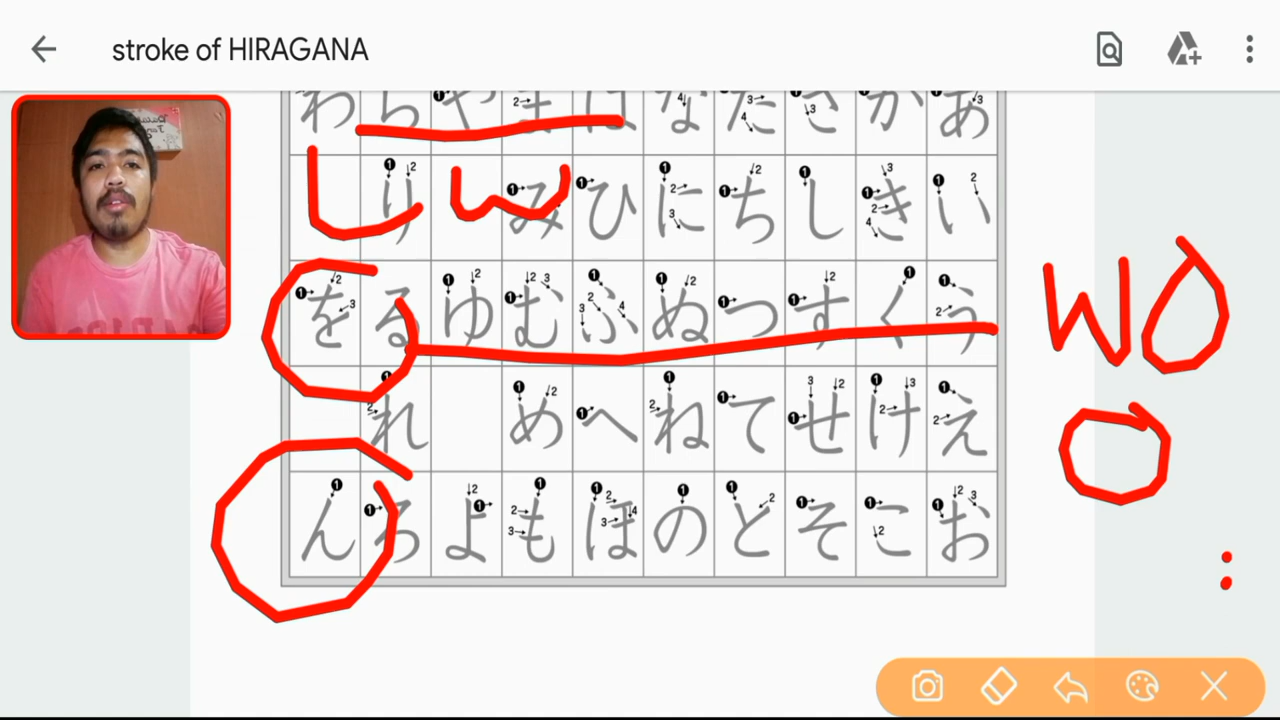 stroke of HIRAGANA
わ ら や ま は な た さ か あ
り み ひ に ち し き い
を る ゆ む ふ ぬ つ す く う
れ め へ ね て せ け え
ん ろ よ も ほ の と そ こ お
W
WO
O
: